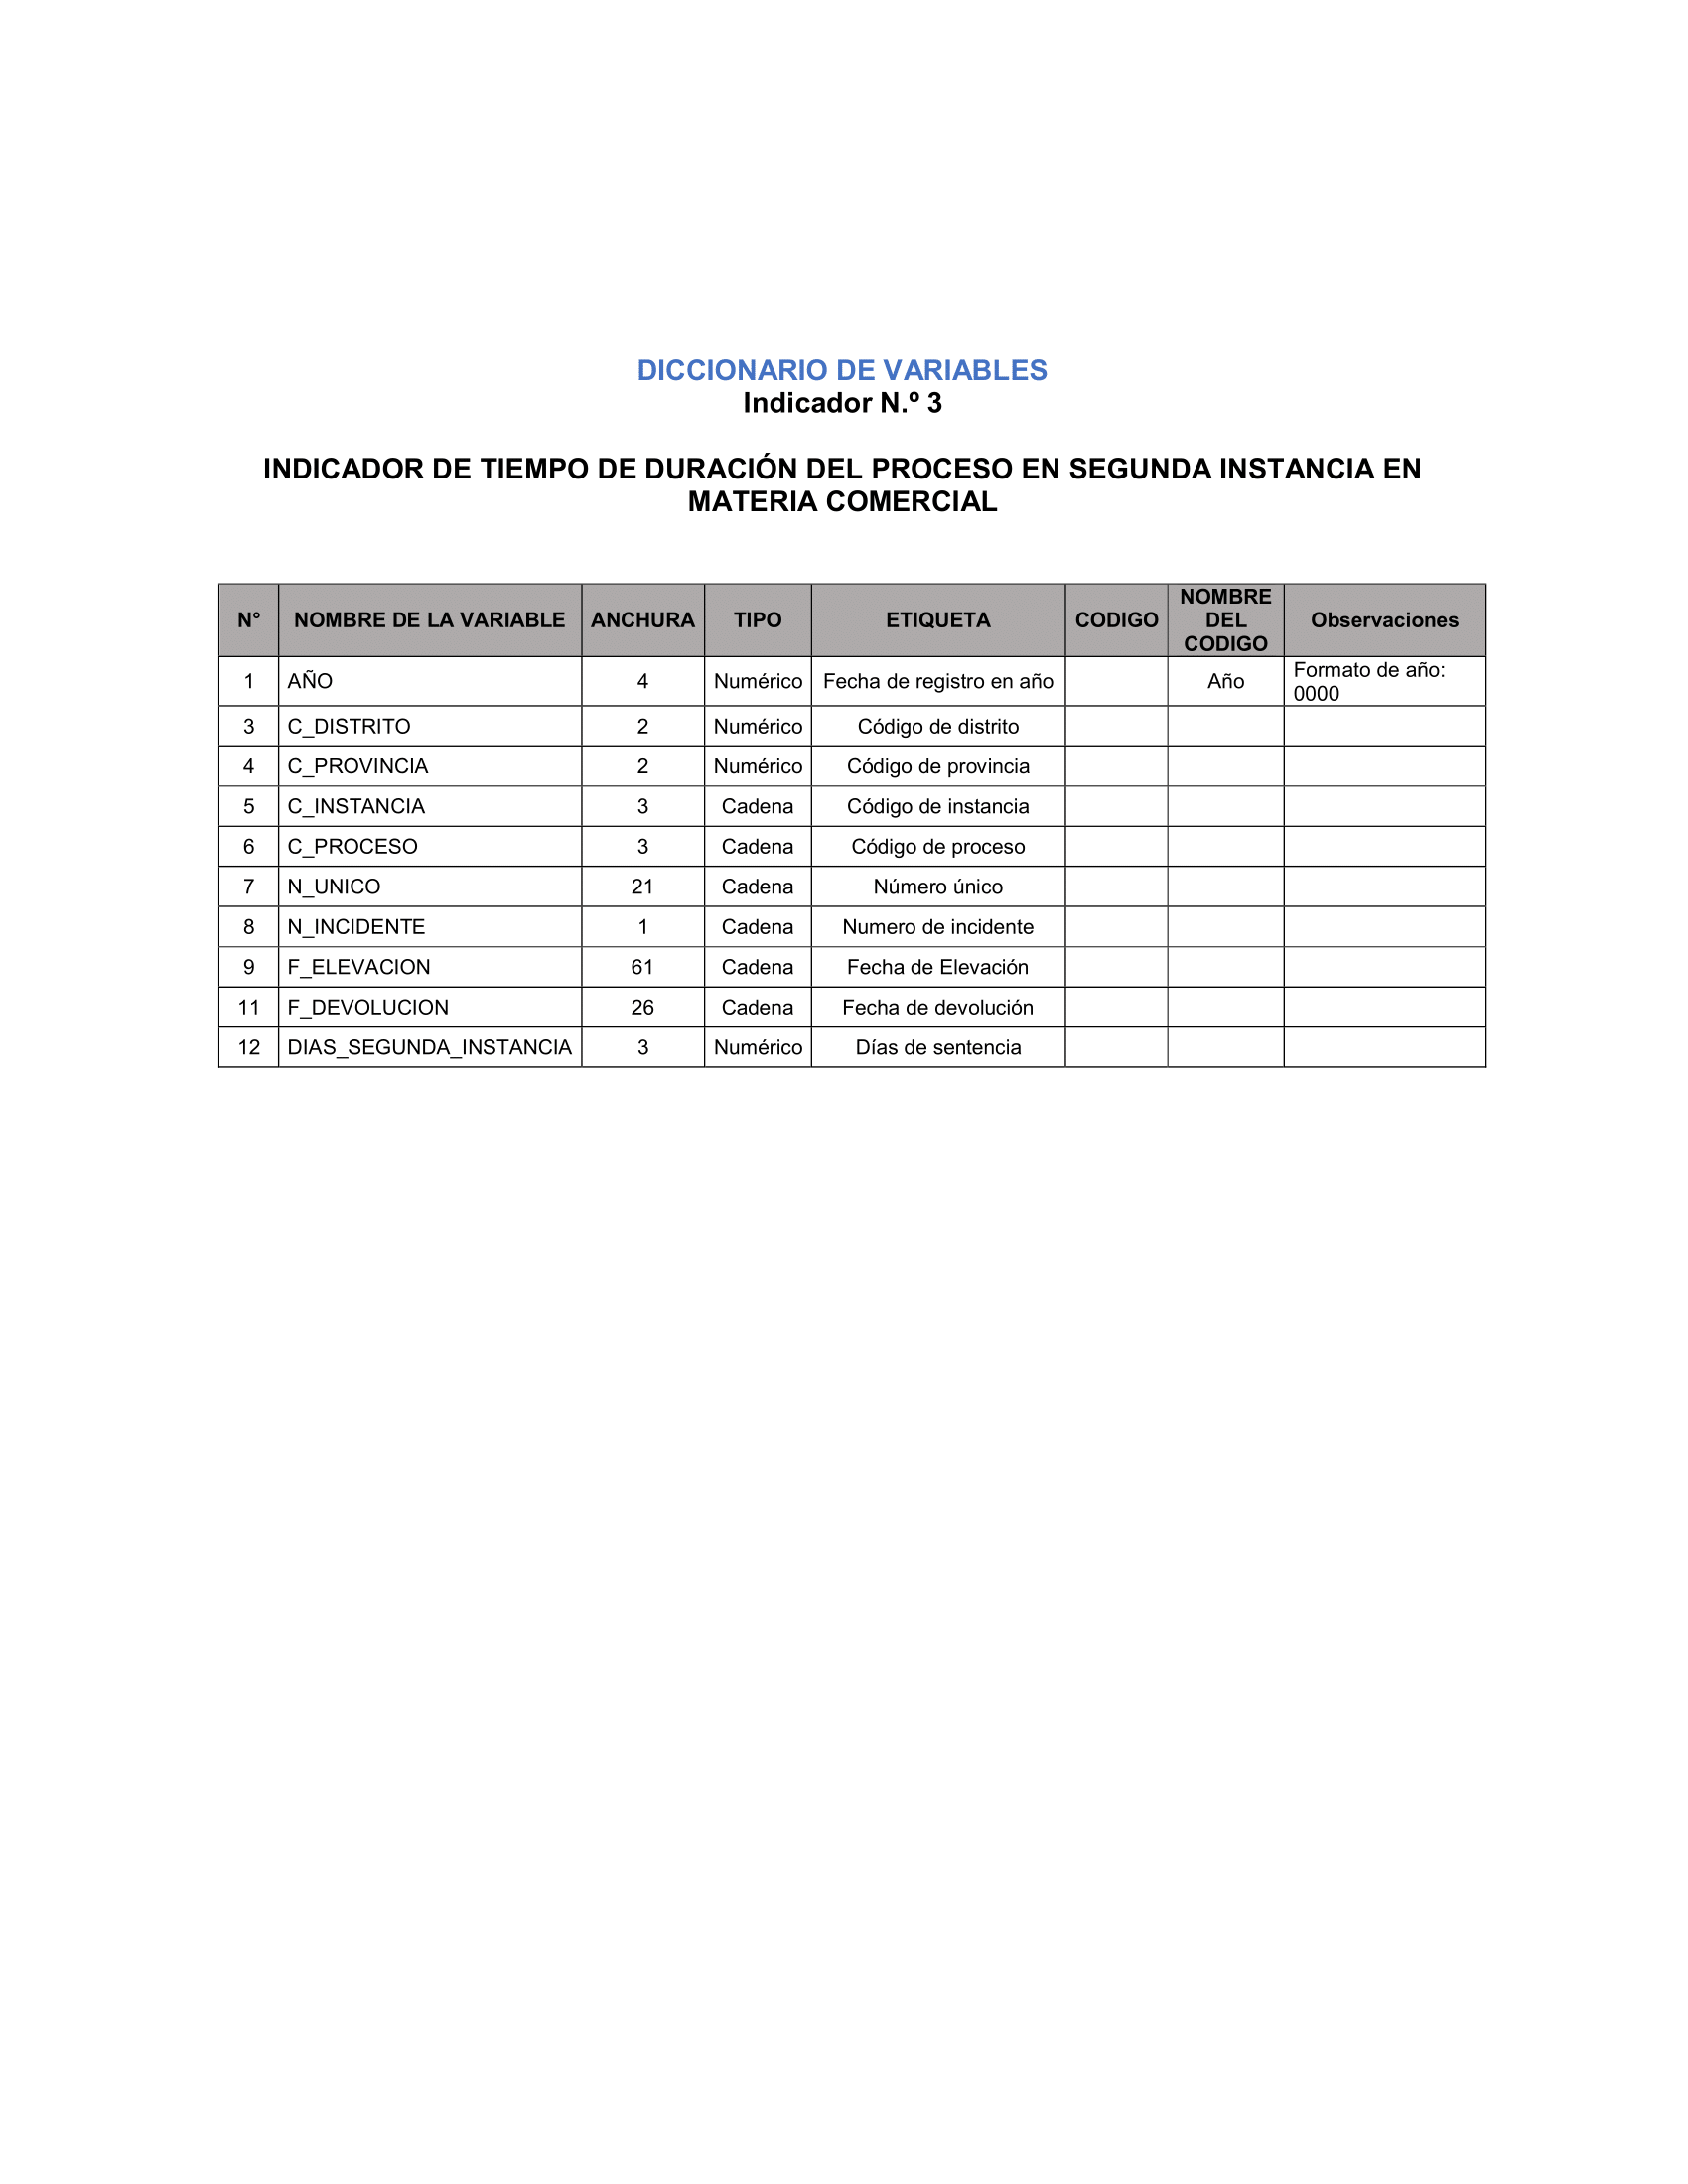 DICCIONARIO DE VARIABLES
Indicador N.º 3
INDICADOR DE TIEMPO DE DURACIÓN DEL PROCESO EN SEGUNDA INSTANCIA EN
MATERIA COMERCIAL
N° NOMBRE DE LA VARIABLE ANCHURA TIPO ETIQUETA CODIGO NOMBRE DEL CODIGO Observaciones
1 AÑO 4 Numérico Fecha de registro en año Año Formato de año: 0000
3 C_DISTRITO 2 Numérico Código de distrito
4 C_PROVINCIA 2 Numérico Código de provincia
5 C_INSTANCIA 3 Cadena Código de instancia
6 C_PROCESO 3 Cadena Código de proceso
7 N_UNICO 21 Cadena Número único
8 N_INCIDENTE 1 Cadena Numero de incidente
9 F_ELEVACION 61 Cadena Fecha de Elevación
11 F_DEVOLUCION 26 Cadena Fecha de devolución
12 DIAS_SEGUNDA_INSTANCIA 3 Numérico Días de sentencia